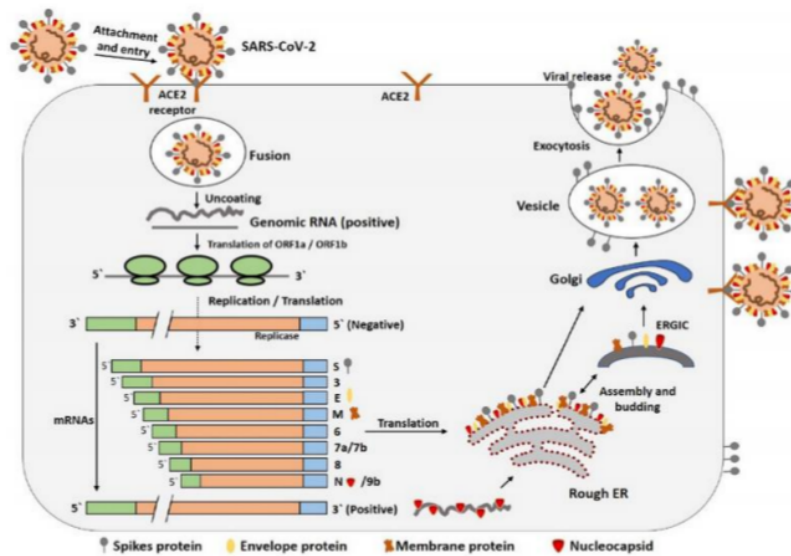 Attachment
and entry
SARS-CoV-2
ACE2
receptor
ACE2
Viral release
Fusion
Exocytosis
Uncoating
Genomic RNA (positive)
Vesicle
Translation of ORF1a / ORF1b
5` 3`
Golgi
Replication / Translation
3` 5` (Negative)
Replicase
ERGIC
5` S
5` 3
5` E
5` M
5` 6
5` 7a/7b
5` 8
5` N /9b
mRNAs
Translation
Assembly and
budding
Rough ER
5` 3` (Positive)
Spikes protein
Envelope protein
Membrane protein
Nucleocapsid